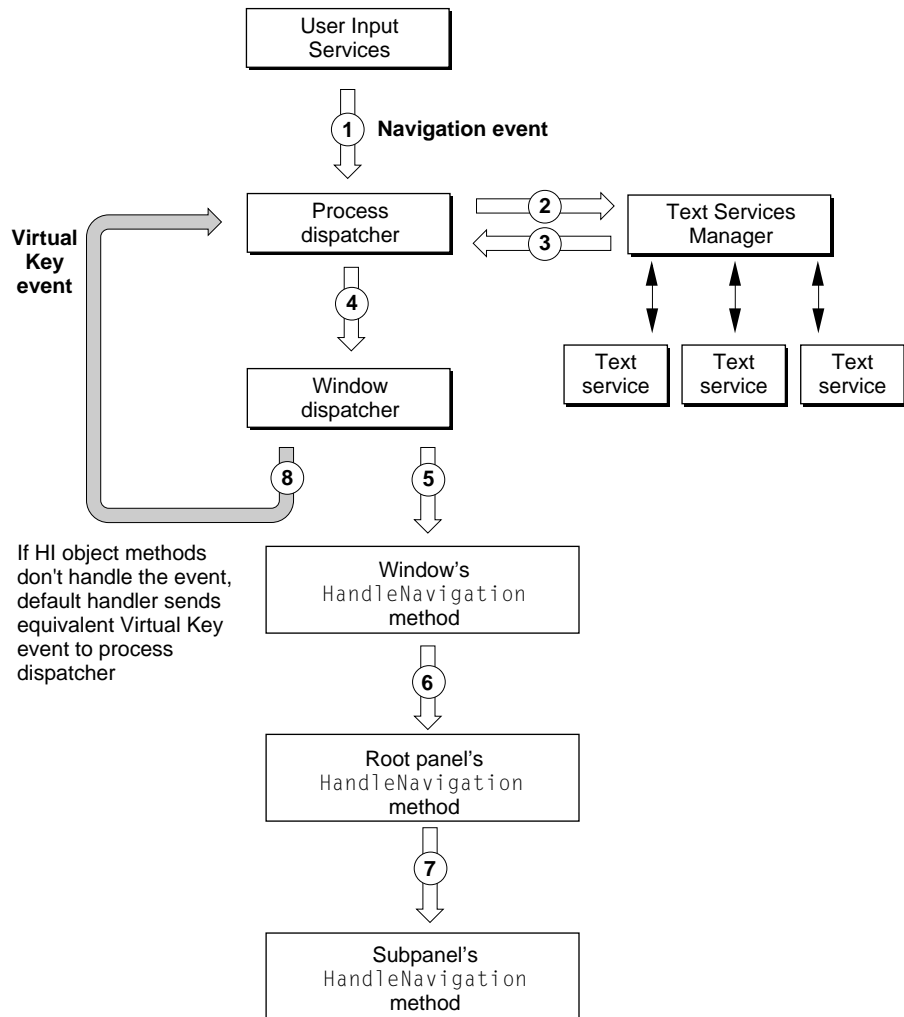 User Input
Services
1
Navigation event
Process
dispatcher
2
3
Text Services
Manager
Virtual
Key
event
4
Text
service
Text
service
Text
service
Window
dispatcher
8
5
If HI object methods
don't handle the event,
default handler sends
equivalent Virtual Key
event to process
dispatcher
Window's
HandleNavigation
method
6
Root panel's
HandleNavigation
method
7
Subpanel's
HandleNavigation
method